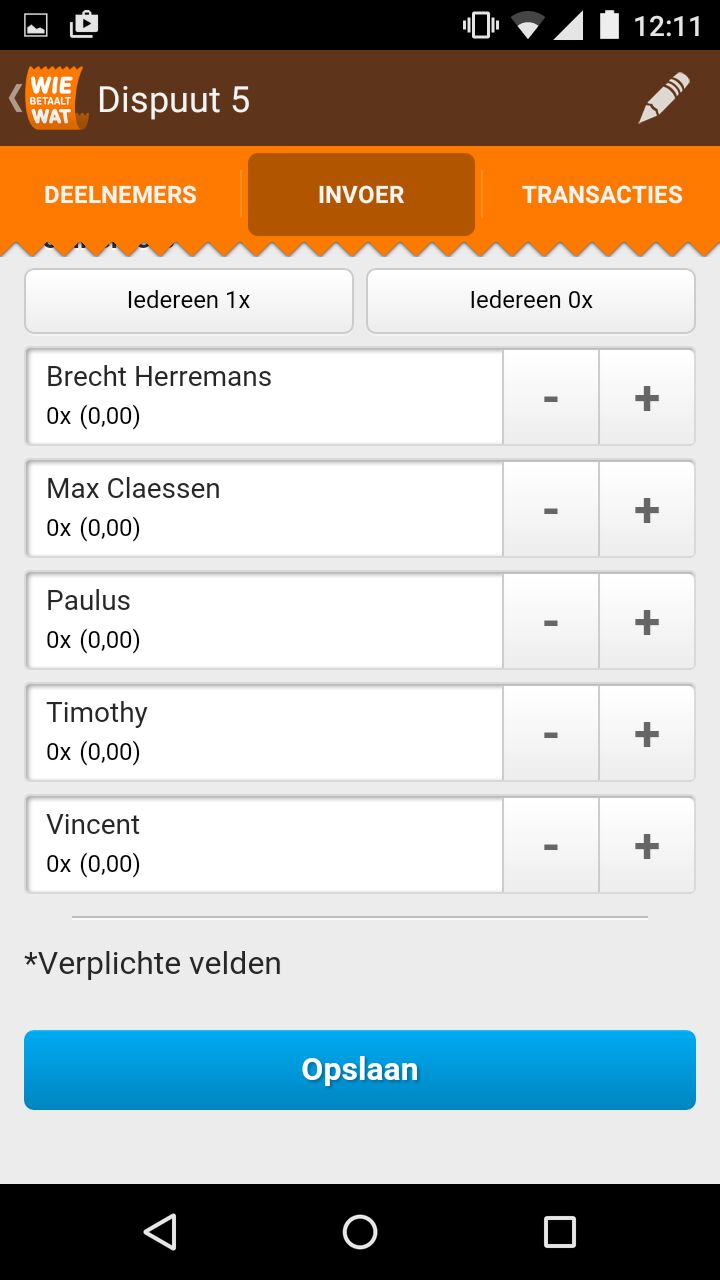 12:11
WIE
BETAALT
WAT
Dispuut 5
DEELNEMERS
INVOER
TRANSACTIES
Iedereen 1x
Iedereen 0x
Brecht Herremans
0x (0,00)
- +
Max Claessen
0x (0,00)
- +
Paulus
0x (0,00)
- +
Timothy
0x (0,00)
- +
Vincent
0x (0,00)
- +
*Verplichte velden
Opslaan